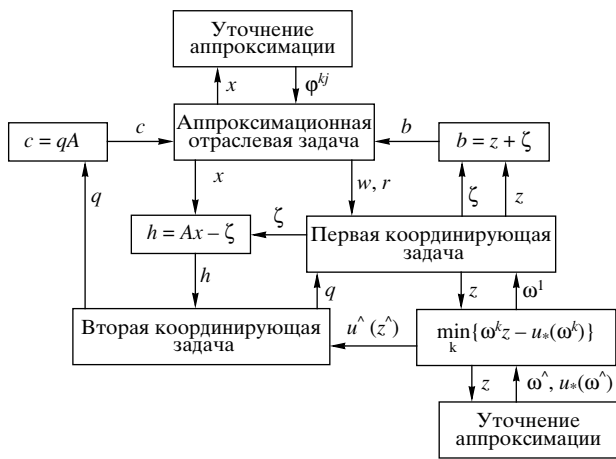 Уточнение
аппроксимации
x
φ^{kj}
c = qA
c
Аппроксимационная
отраслевая задача
b
b = z + ζ
q
x
w, r
ζ
z
h = Ax – ζ
ζ
Первая координирующая
задача
h
q
z
ω^1
Вторая координирующая
задача
u^ (z^)
min{ω^k z – u_*(ω^k)}
k
z
ω^, u_*(ω^)
Уточнение
аппроксимации